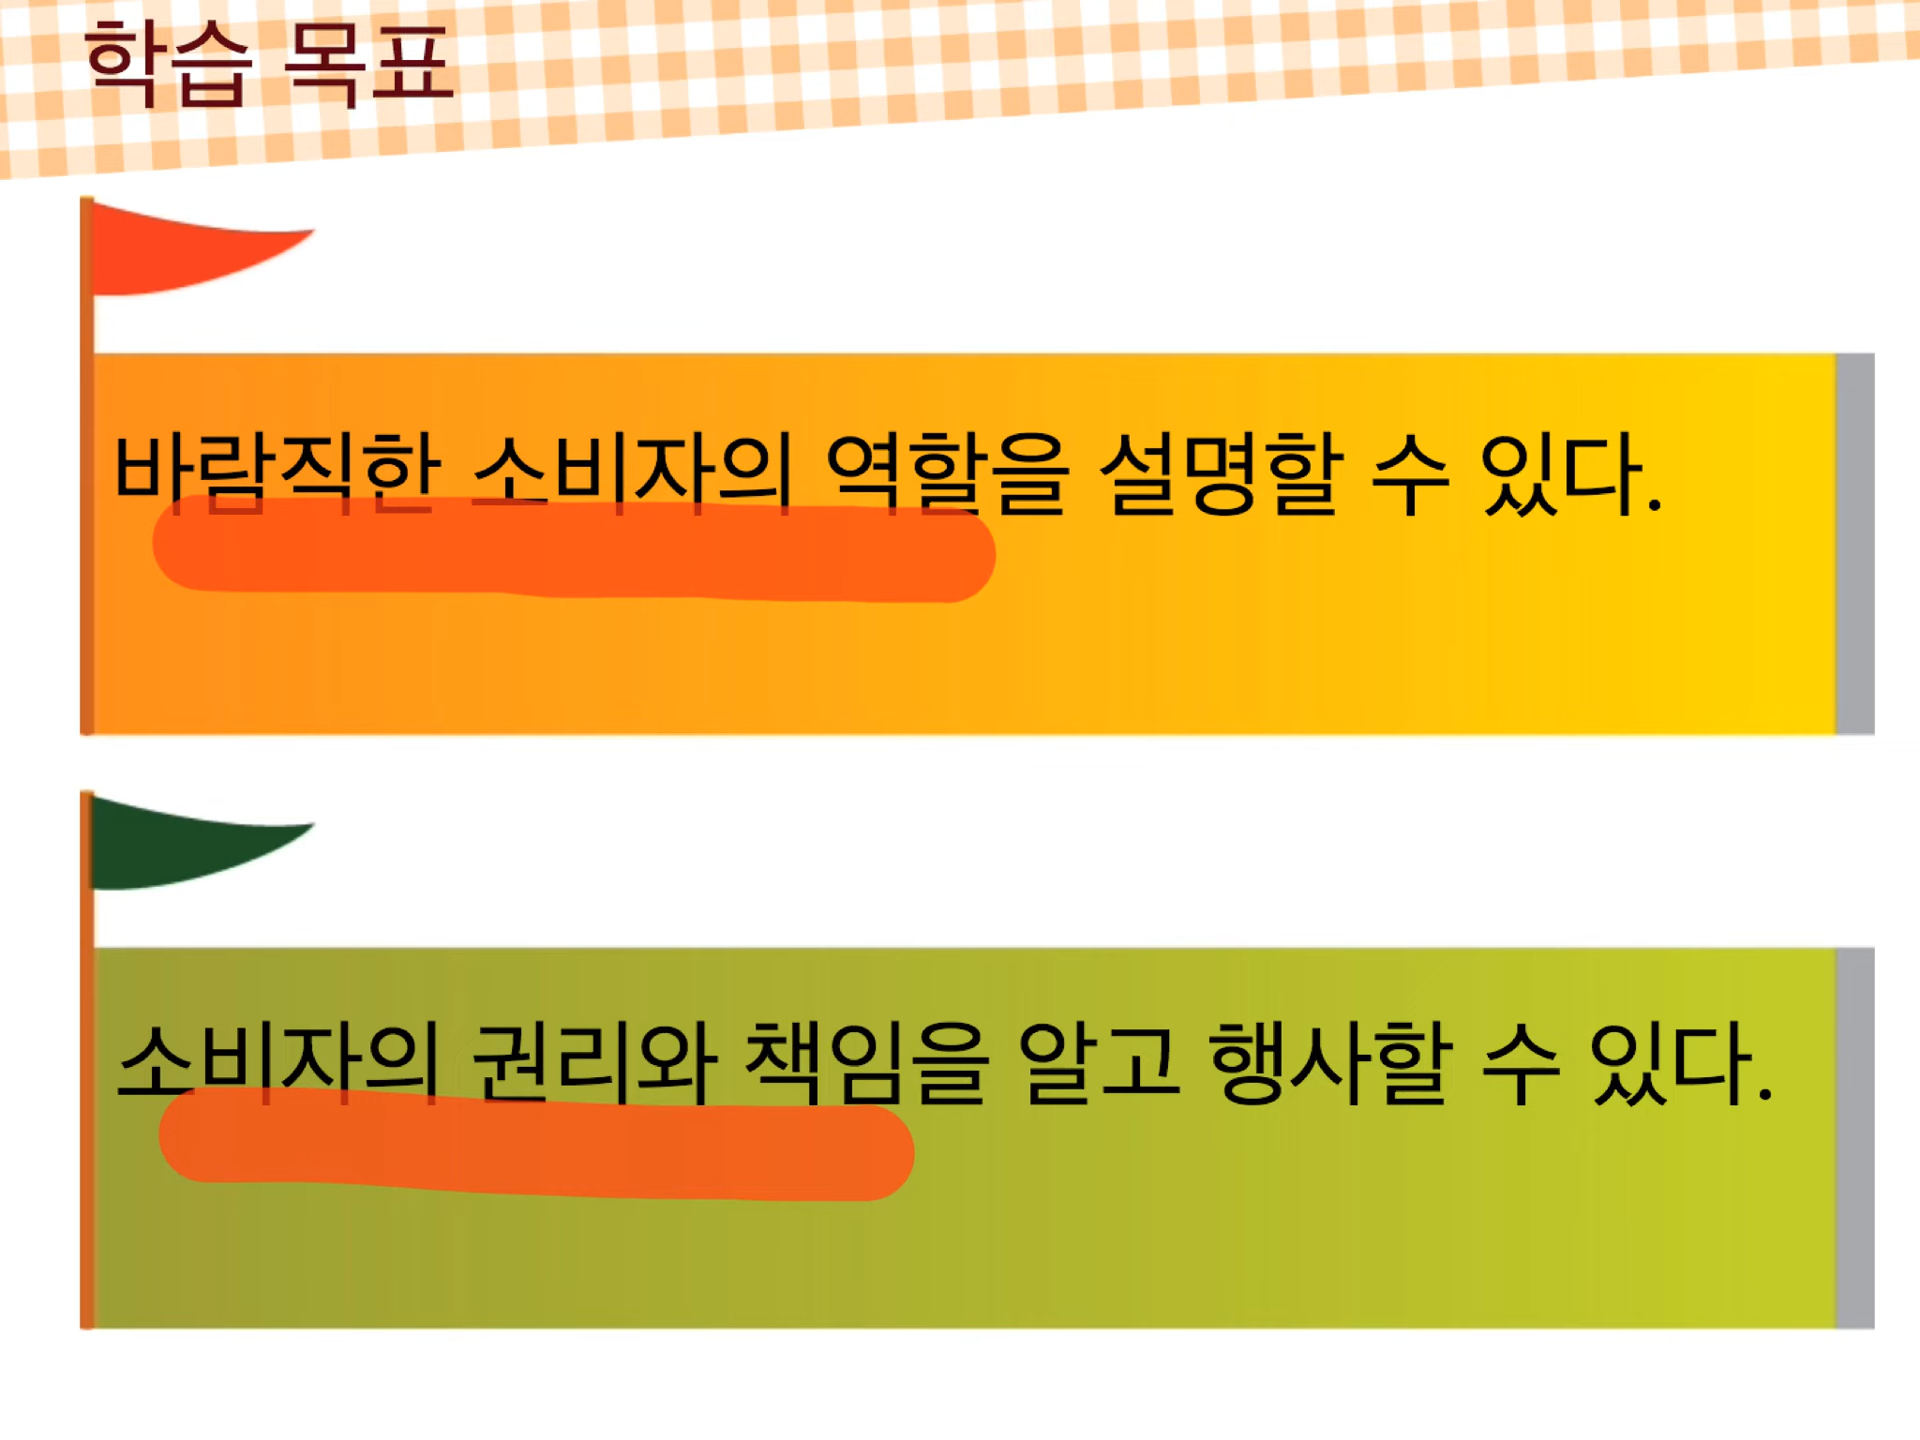 학습 목표
바람직한 소비자의 역할을 설명할 수 있다.
소비자의 권리와 책임을 알고 행사할 수 있다.